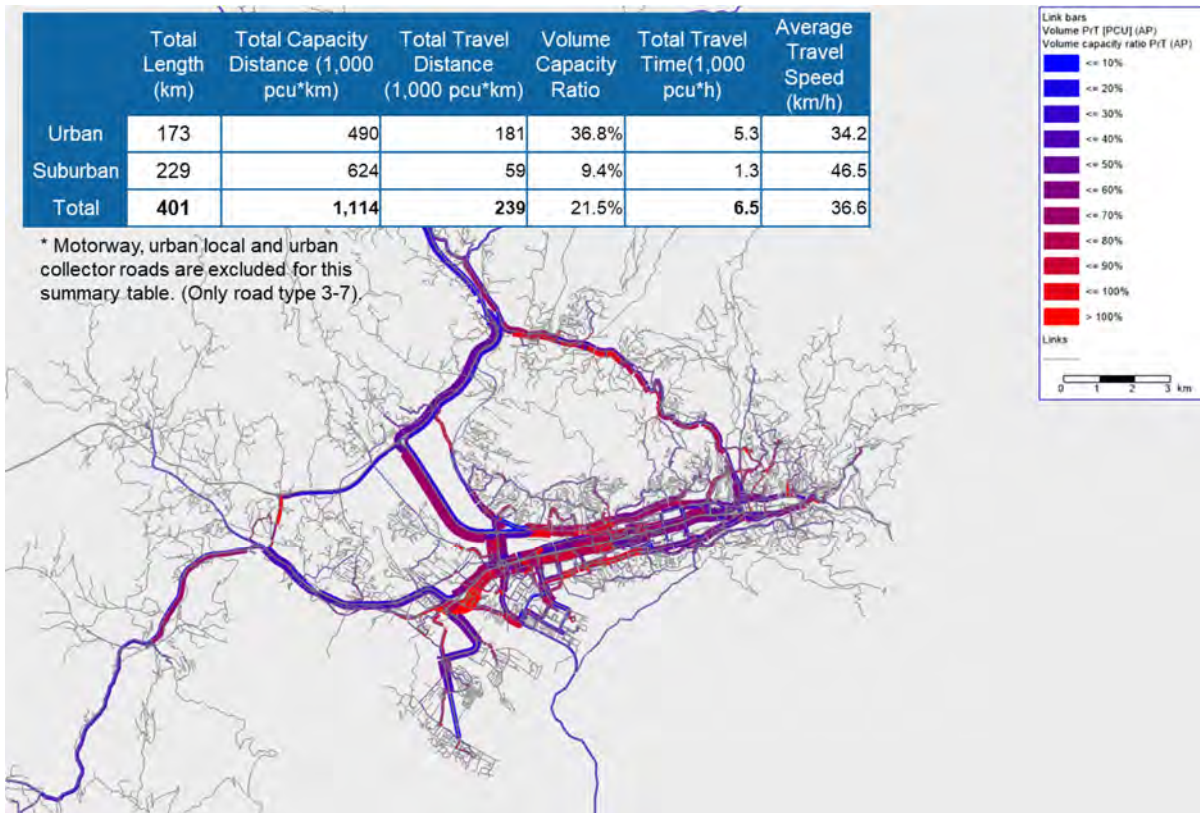 Total Length (km) Total Capacity Distance (1,000 pcu*km) Total Travel Distance (1,000 pcu*km) Volume Capacity Ratio Total Travel Time(1,000 pcu*h) Average Travel Speed (km/h)
Urban 173 490 181 36.8% 5.3 34.2
Suburban 229 624 59 9.4% 1.3 46.5
Total 401 1,114 239 21.5% 6.5 36.6
* Motorway, urban local and urban
collector roads are excluded for this
summary table. (Only road type 3-7).
Link bars
Volume PrT [PCU] (AP)
Volume capacity ratio PrT (AP)
<= 10%
<= 20%
<= 30%
<= 40%
<= 50%
<= 60%
<= 70%
<= 80%
<= 90%
<= 100%
> 100%
Links
0 1 2 3 km